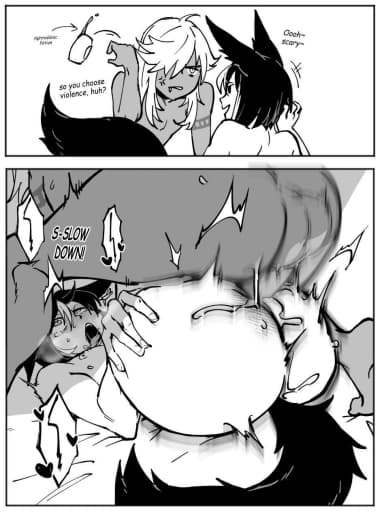 Aphrodisiac
Potion
Oooh~
scary~
so you choose
violence, huh?
S-SLOW
DOWN!